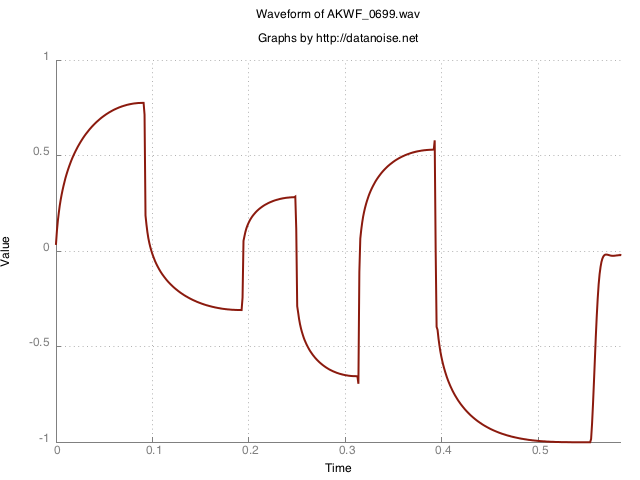 Waveform of AKWF_0699.wav
Graphs by http://datanoise.net
1
0.5
0
-0.5
-1
Value
0 0.1 0.2 0.3 0.4 0.5
Time